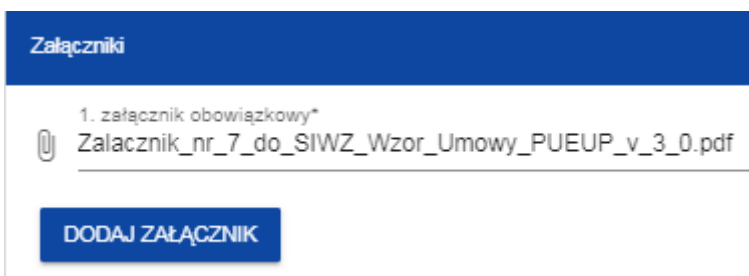 Załączniki
1. załącznik obowiązkowy*
Zalacznik_nr_7_do_SIWZ_Wzor_Umowy_PUEUP_v_3_0.pdf
DODAJ ZAŁĄCZNIK